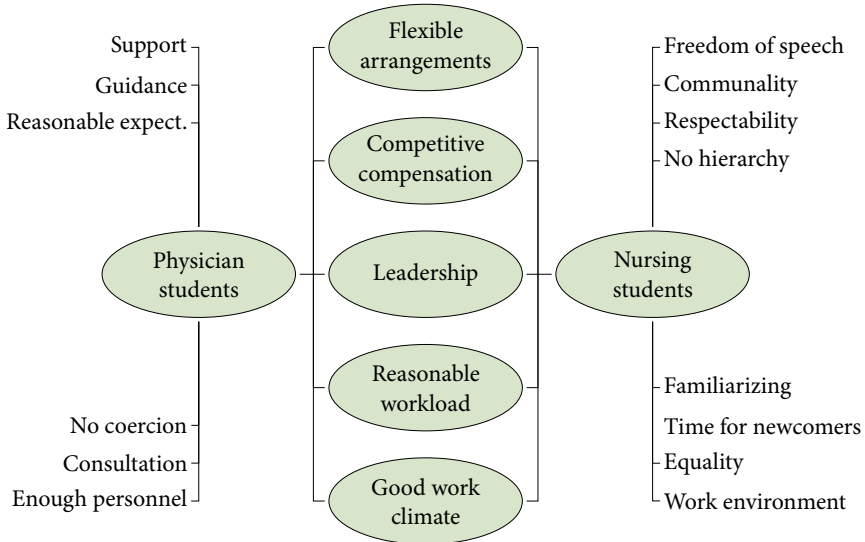 Support
Guidance
Reasonable expect.
Physician
students
No coercion
Consultation
Enough personnel
Flexible
arrangements
Competitive
compensation
Leadership
Reasonable
workload
Good work
climate
Freedom of speech
Communality
Respectability
No hierarchy
Nursing
students
Familiarizing
Time for newcomers
Equality
Work environment